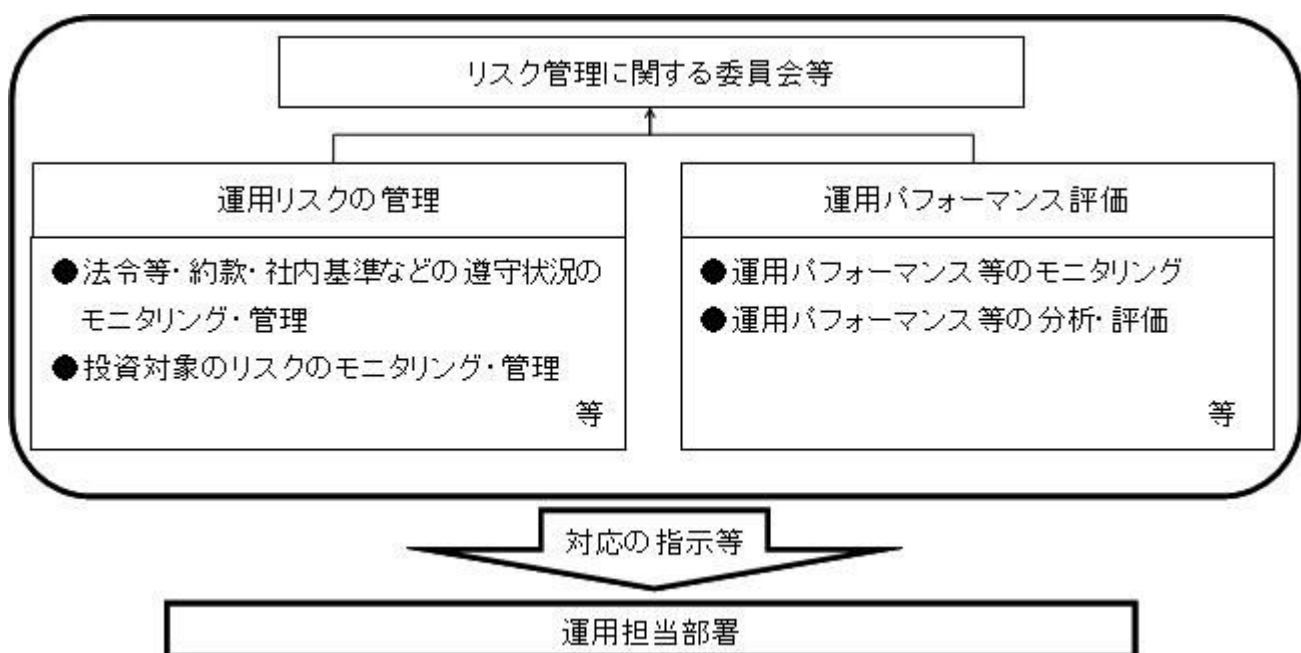 リスク管理に関する委員会等
運用リスクの管理
●法令等・約款・社内基準などの遵守状況の
モニタリング・管理
●投資対象のリスクのモニタリング・管理
等
運用パフォーマンス評価
●運用パフォーマンス等のモニタリング
●運用パフォーマンス等の分析・評価
等
対応の指示等
運用担当部署